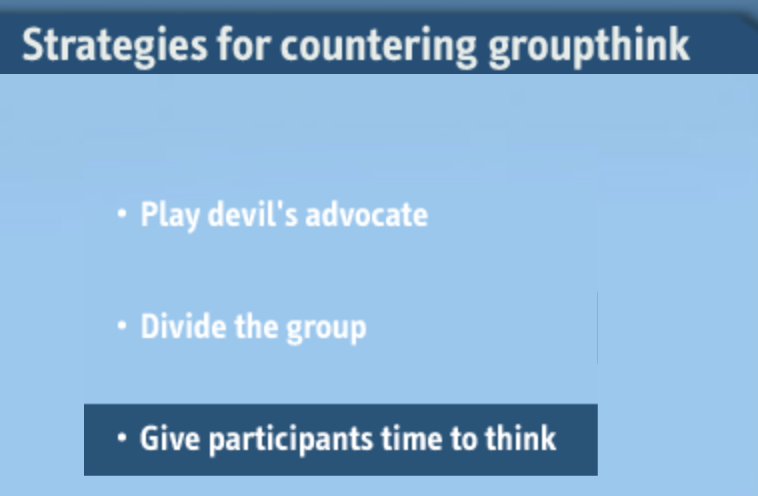 Strategies for countering groupthink
• Play devil's advocate
• Divide the group
• Give participants time to think